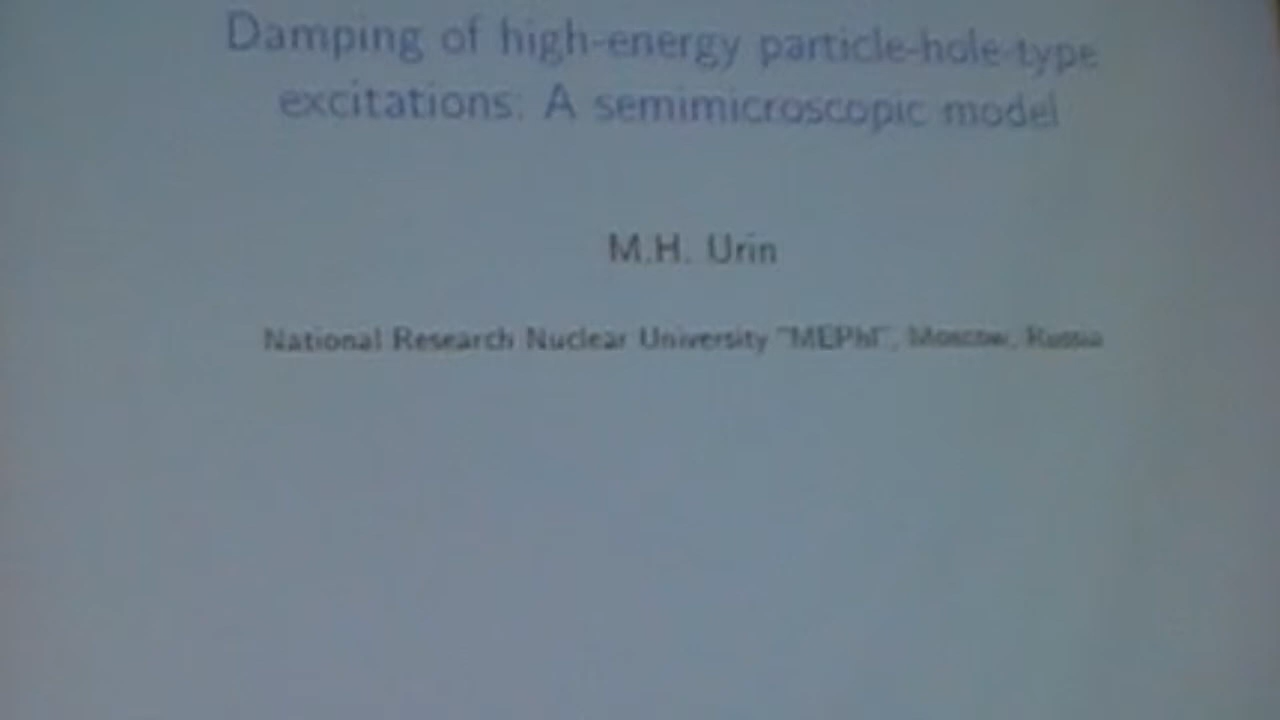 Damping of high-energy particle-hole-type
excitations: A semimicroscopic model
M.H. Urin
National Research Nuclear University "MEPhI", Moscow, Russia